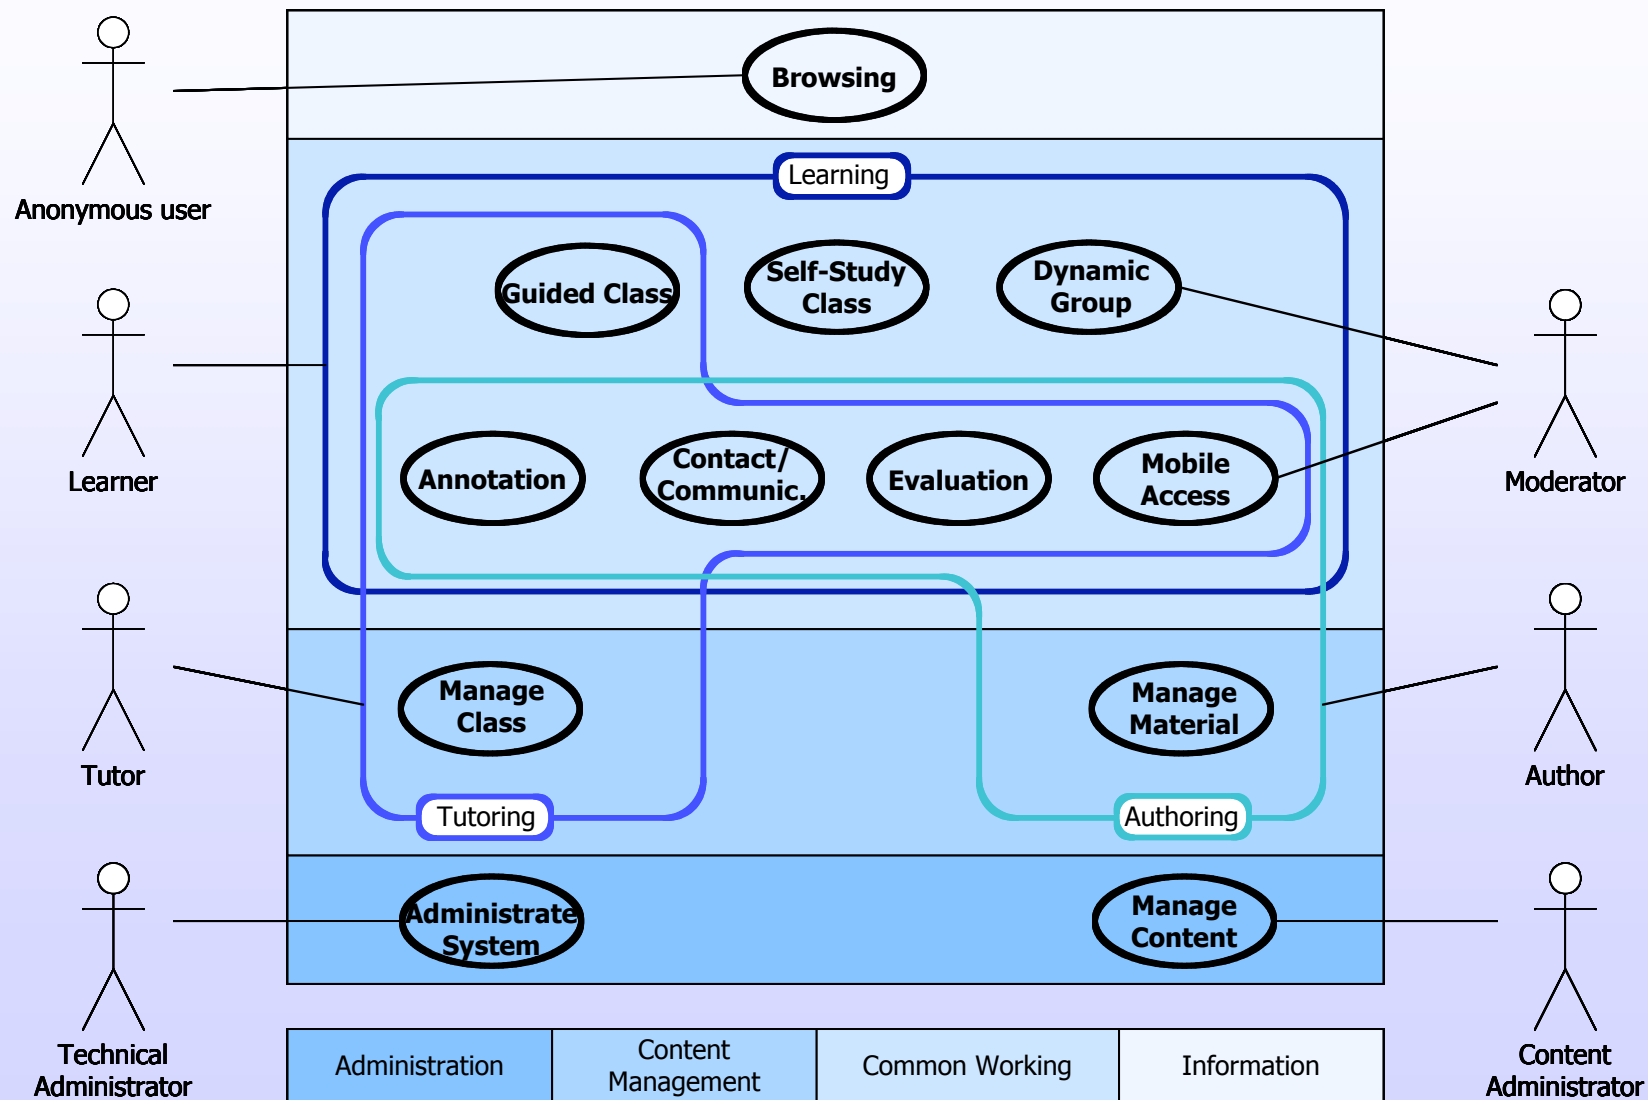 Browsing
Anonymous user
Learning
Guided Class
Self-Study
Class
Dynamic
Group
Learner
Annotation
Contact/
Communic.
Evaluation
Mobile
Access
Moderator
Tutor
Manage
Class
Manage
Material
Author
Tutoring
Authoring
Administrate
System
Manage
Content
Technical
Administrator
Content
Administrator
Administration
Content
Management
Common Working
Information